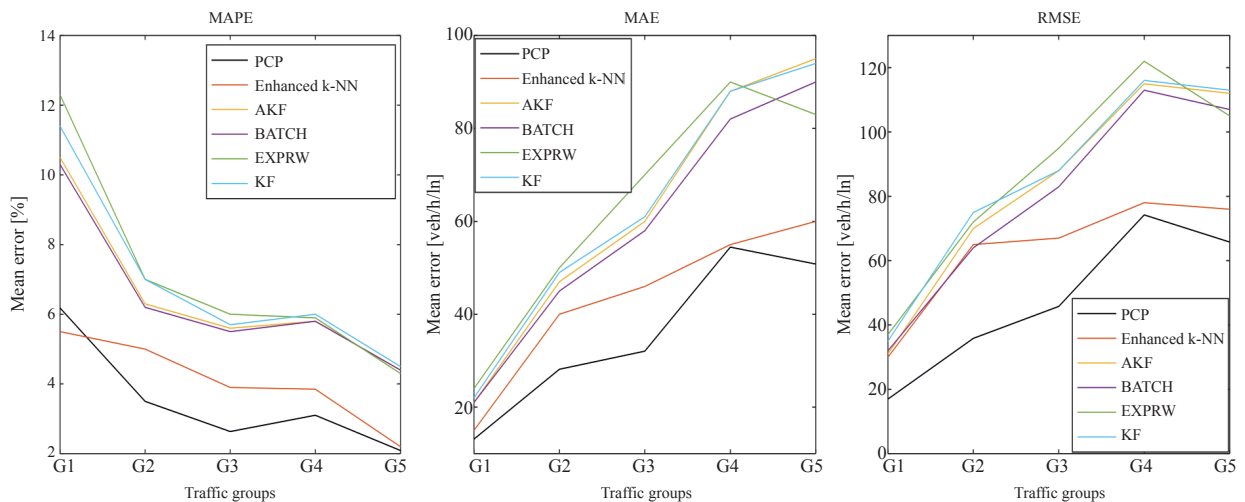 MAPE
14
12
10
8
6
4
2
Mean error [%]
PCP
Enhanced k-NN
AKF
BATCH
EXPRW
KF
G1 G2 G3 G4 G5
Traffic groups
MAE
100
80
60
40
20
Mean error [veh/h/ln]
PCP
Enhanced k-NN
AKF
BATCH
EXPRW
KF
G1 G2 G3 G4 G5
Traffic groups
RMSE
120
100
80
60
40
20
0
Mean error [veh/h/ln]
PCP
Enhanced k-NN
AKF
BATCH
EXPRW
KF
G1 G2 G3 G4 G5
Traffic groups